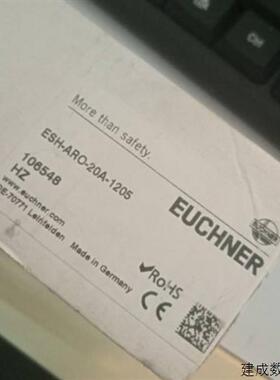 More than safety.
ESH-ARO-20A-1205
106548
HZ
EUCHNER
www.euchner.com
DE-70771 Leinfelden
Made in Germany
RoHS
CE
Ctrl
建成数